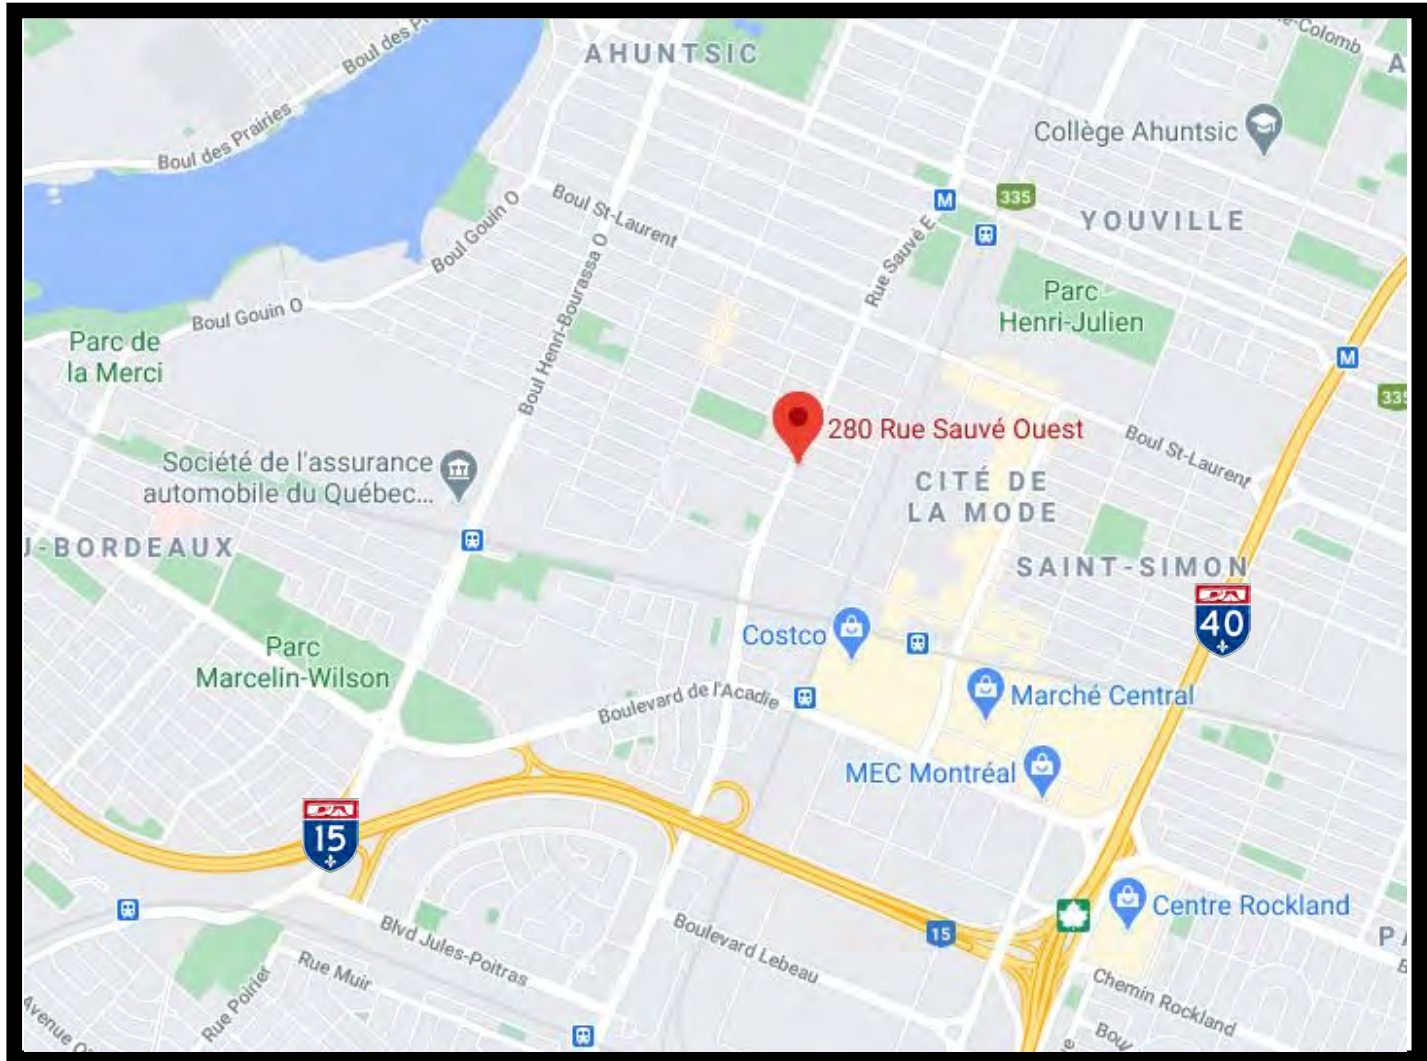 Boul des P
AHUNTSIC
-Colomb
A
Boul des Prairies
Collège Ahuntsic
M
335
YOUVILLE
Boul St-Laurent
Boul Gouin O
Rue Sauvé E
Boul Henri-Bourassa O
Parc
Henri-Julien
Boul Gouin O
Parc de
la Merci
M
335
280 Rue Sauvé Ouest
Boul St-Laurent
Société de l'assurance
automobile du Québec...
CITÉ DE
LA MODE
U-BORDEAUX
SAINT-SIMON
40
Costco
Parc
Marcelin-Wilson
Boulevard de l'Acadie
Marché Central
MEC Montréal
15
Centre Rockland
15
Blvd Jules-Poitras
Boulevard Lebeau
P
B
Rue Muir
Rue Poirier
Chemin Rockland
Avenue O
Bou
e